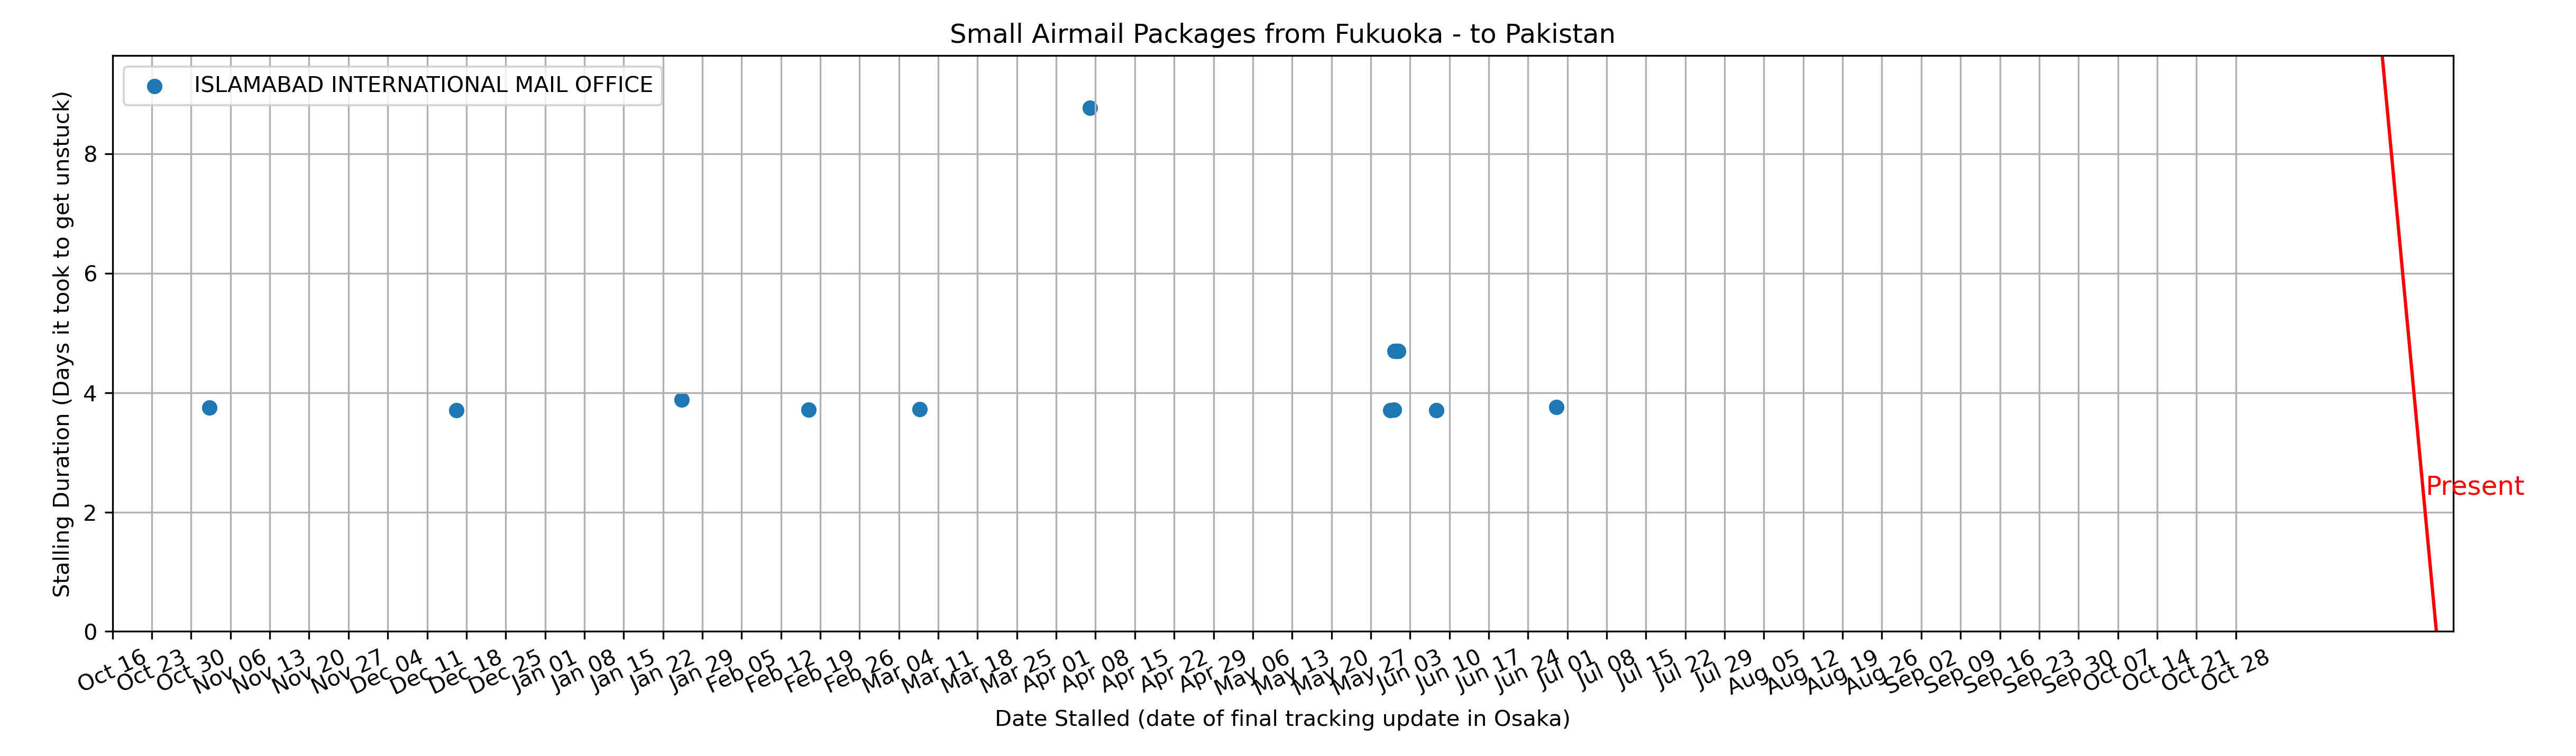 Small Airmail Packages from Fukuoka - to Pakistan
ISLAMABAD INTERNATIONAL MAIL OFFICE
Stalling Duration (Days it took to get unstuck)
8
6
4
2
0
Present
Oct 16
Oct 23
Oct 30
Nov 06
Nov 13
Nov 20
Nov 27
Dec 04
Dec 11
Dec 18
Dec 25
Jan 01
Jan 08
Jan 15
Jan 22
Jan 29
Feb 05
Feb 12
Feb 19
Feb 26
Mar 04
Mar 11
Mar 18
Mar 25
Apr 01
Apr 08
Apr 15
Apr 22
Apr 29
May 06
May 13
May 20
May 27
Jun 03
Jun 10
Jun 17
Jun 24
Jul 01
Jul 08
Jul 15
Jul 22
Jul 29
Aug 05
Aug 12
Aug 19
Aug 26
Sep 02
Sep 09
Sep 16
Sep 23
Sep 30
Oct 07
Oct 14
Oct 21
Oct 28
Date Stalled (date of final tracking update in Osaka)